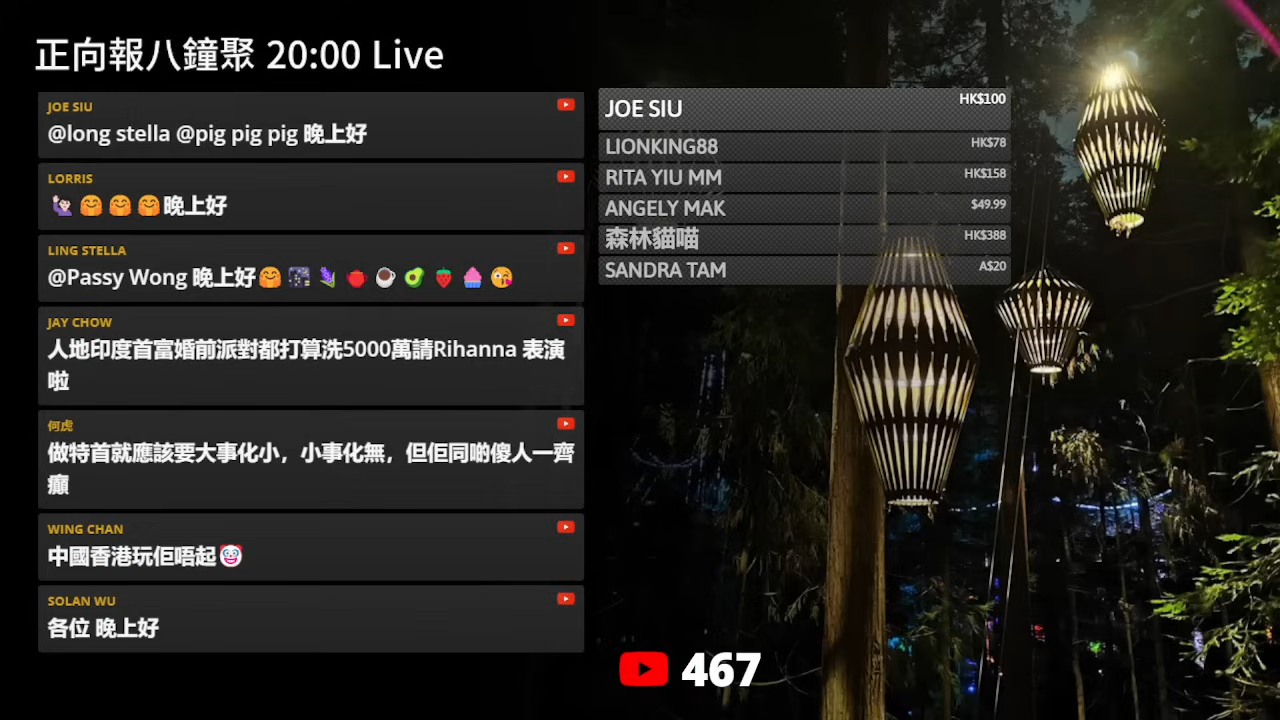 正向報八鐘聚 20:00 Live
JOE SIU
@long stella @pig pig pig 晚上好
LORRIS
🙋🏻‍♀️🤗🤗🤗晚上好
LING STELLA
@Passy Wong 晚上好🤗🎆🪻🫖☕🥑🍓🧁😘
JAY CHOW
人地印度首富婚前派對都打算洗5000萬請Rihanna 表演
啦
何虎
做特首就應該要大事化小，小事化無，但佢同啲傻人一齊
癲
WING CHAN
中國香港玩佢唔起🤡
SOLAN WU
各位 晚上好
JOE SIU HK$100
LIONKING88 HK$78
RITA YIU MM HK$158
ANGELY MAK $49.99
森林貓喵 HK$388
SANDRA TAM A$20
467